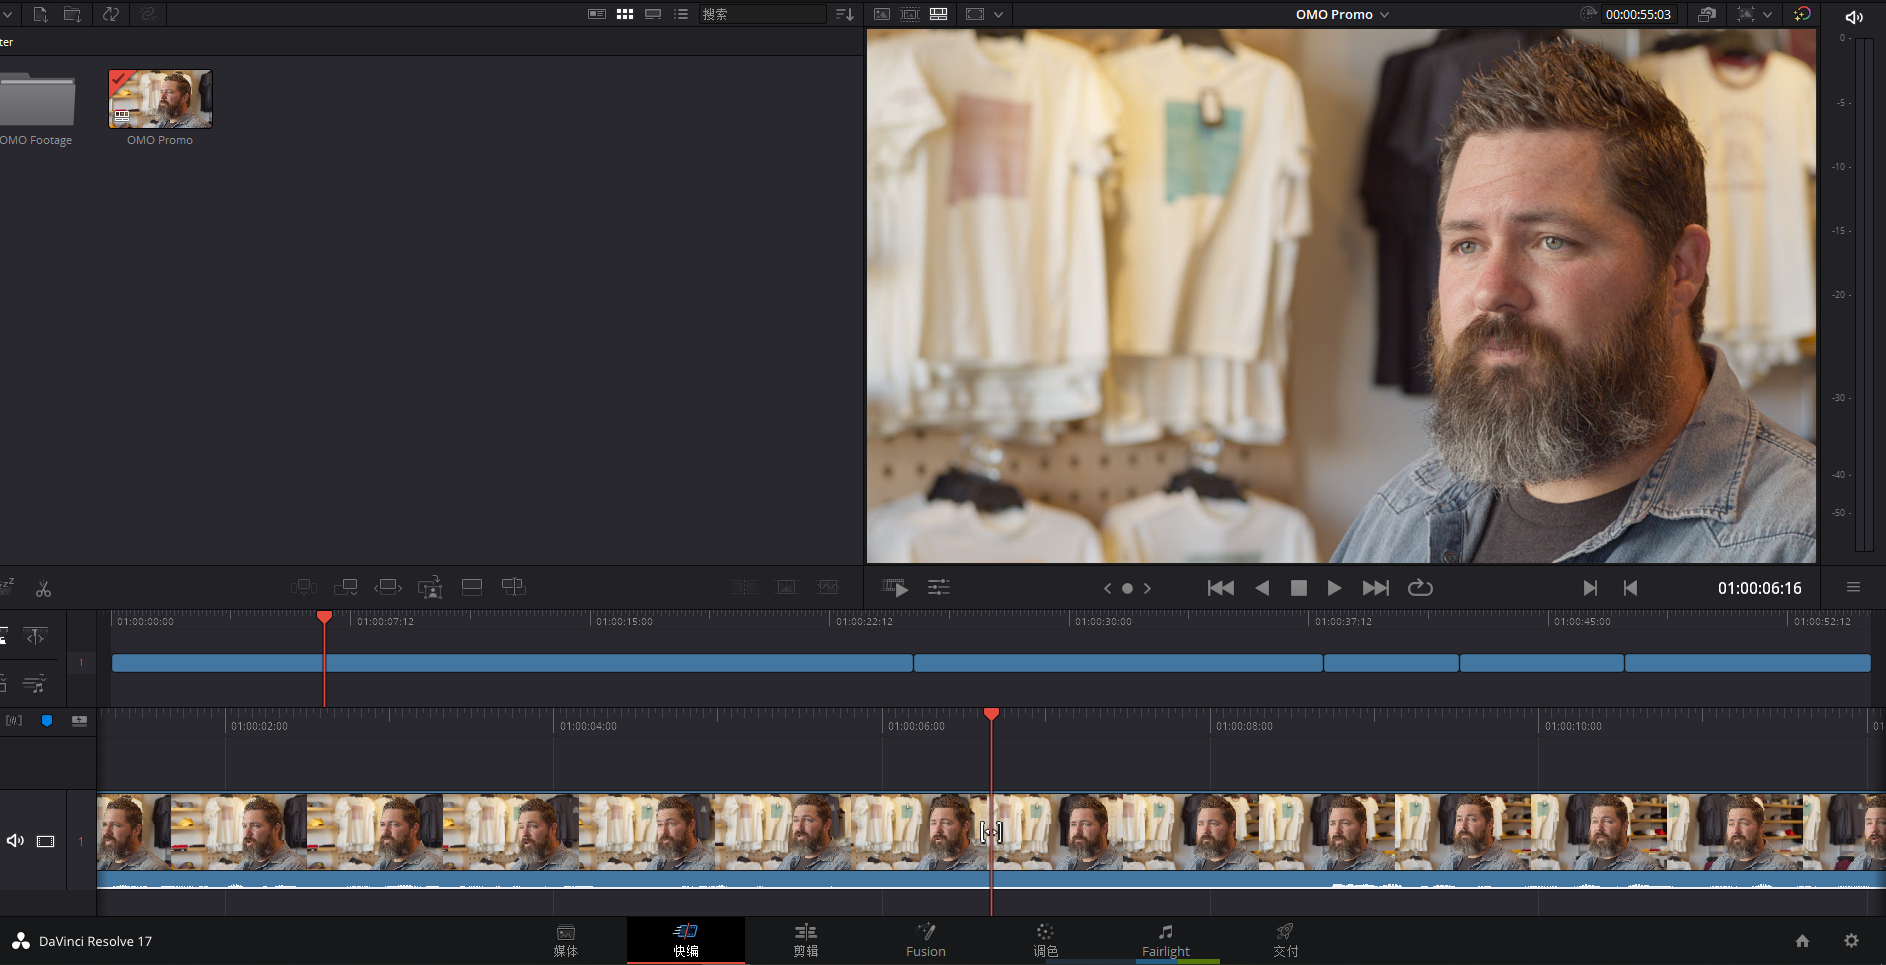 搜索
OMO Promo
00:00:55:03
ter
OMO Footage
OMO Promo
0
-5
-10
-15
-20
-30
-40
-50
01:00:06:16
01:00:00:00
01:00:07:12
01:00:15:00
01:00:22:12
01:00:30:00
01:00:37:12
01:00:45:00
01:00:52:12
1
01:00:02:00
01:00:04:00
01:00:06:00
01:00:08:00
01:00:10:00
01
1
DaVinci Resolve 17
媒体
快编
剪辑
Fusion
调色
Fairlight
交付